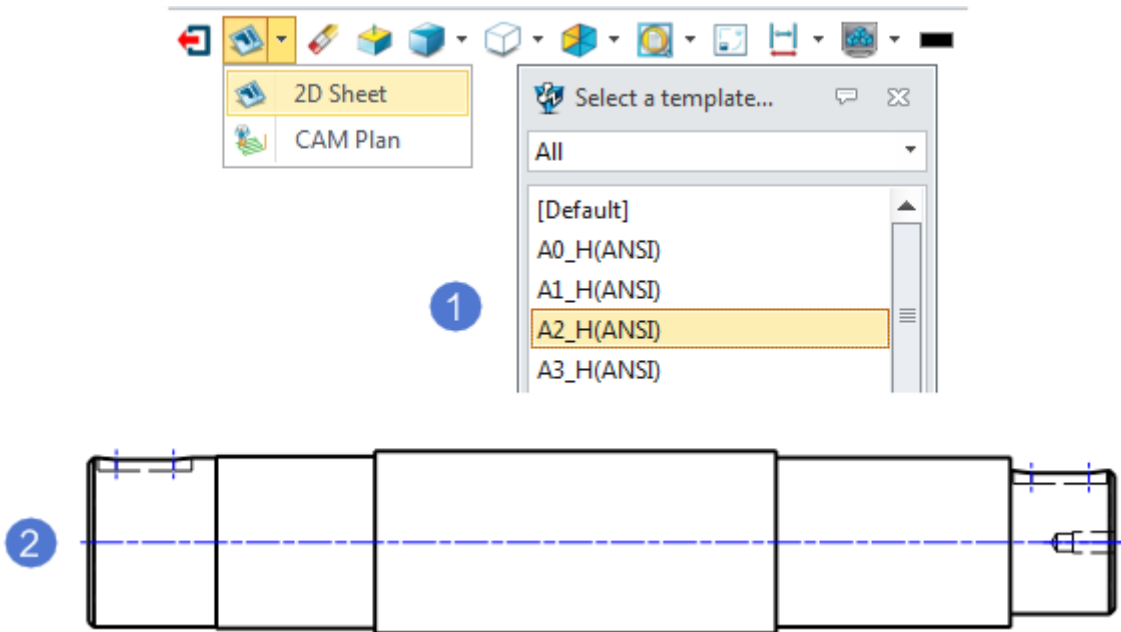 2D Sheet
CAM Plan
Select a template...
All
[Default]
A0_H(ANSI)
A1_H(ANSI)
1
A2_H(ANSI)
A3_H(ANSI)
2